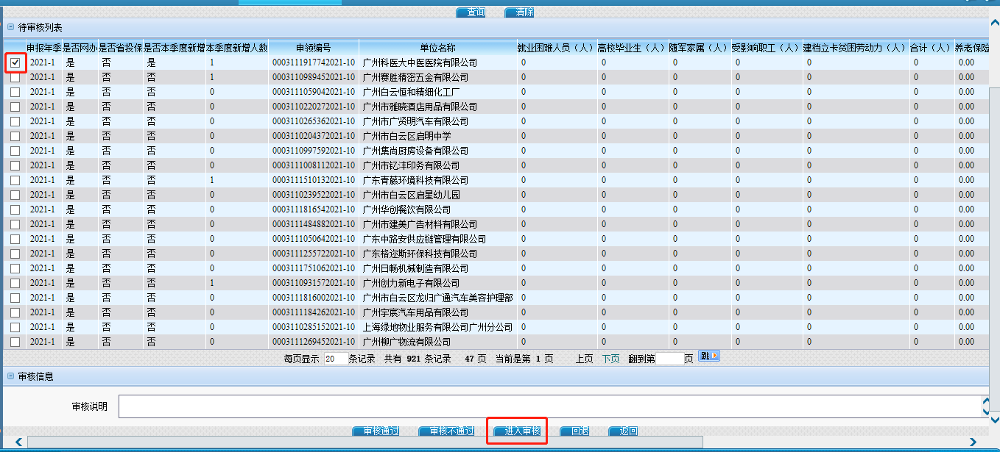 查询 清除
待审核列表
申报年季 是否网办 是否省投保 是否本季度新增 本季度新增人数 申领编号 单位名称 就业困难人员（人） 高校毕业生（人） 随军家属（人） 受影响职工（人） 建档立卡贫困劳动力（人） 合计（人） 养老保险
2021-1 是 否 是 1 0003111917742021-10 广州科医大中医医院有限公司 0 0 0 0 0 0 0.00
2021-1 是 否 否 1 0003110989452021-10 广州赛胜精密五金有限公司 0 0 0 0 0 0 0.00
2021-1 是 否 否 0 0003111059042021-10 广州白云恒和精细化工厂 0 0 0 0 0 0 0.00
2021-1 是 否 否 0 0003110220272021-10 广州市雅晓酒店用品有限公司 0 0 0 0 0 0 0.00
2021-1 是 否 否 0 0003110265362021-10 广州市广贤明汽车有限公司 0 0 0 0 0 0 0.00
2021-1 是 否 否 0 0003110204372021-10 广州市白云区启明中学 0 0 0 0 0 0 0.00
2021-1 是 否 否 0 0003110997592021-10 广州集尚厨房设备有限公司 0 0 0 0 0 0 0.00
2021-1 是 否 否 0 0003111008112021-10 广州市钇沣印务有限公司 0 0 0 0 0 0 0.00
2021-1 是 否 否 1 0003111510132021-10 广东青藤环境科技有限公司 0 0 0 0 0 0 0.00
2021-1 是 否 否 0 0003110239522021-10 广州市白云区启星幼儿园 0 0 0 0 0 0 0.00
2021-1 是 否 否 0 0003111816542021-10 广州华创餐饮有限公司 0 0 0 0 0 0 0.00
2021-1 是 否 否 0 0003111484882021-10 广州市建美广告材料有限公司 0 0 0 0 0 0 0.00
2021-1 是 否 否 0 0003111050642021-10 广东中路安供应链管理有限公司 0 0 0 0 0 0 0.00
2021-1 是 否 否 0 0003111255722021-10 广东格迩斯环保科技有限公司 0 0 0 0 0 0 0.00
2021-1 是 否 否 0 0003111751062021-10 广州日畅机械制造有限公司 0 0 0 0 0 0 0.00
2021-1 是 否 否 1 0003110931572021-10 广州创力新电子有限公司 0 0 0 0 0 0 0.00
2021-1 是 否 否 0 0003111816002021-10 广州市白云区龙归广通汽车美容护理部 0 0 0 0 0 0 0.00
2021-1 是 否 否 0 0003111184262021-10 广州宇宸汽车用品有限公司 0 0 0 0 0 0 0.00
2021-1 是 否 否 0 0003110285152021-10 上海绿地物业服务有限公司广州分公司 0 0 0 0 0 0 0.00
2021-1 是 否 否 0 0003111269452021-10 广州柳广物流有限公司 0 0 0 0 0 0 0.00
每页显示 20 条记录 共有 921 条记录 47 页 当前是第 1 页 上页 下页 翻到第 页 跳
审核信息
审核说明
审核通过 审核不通过 进入审核 回退 返回